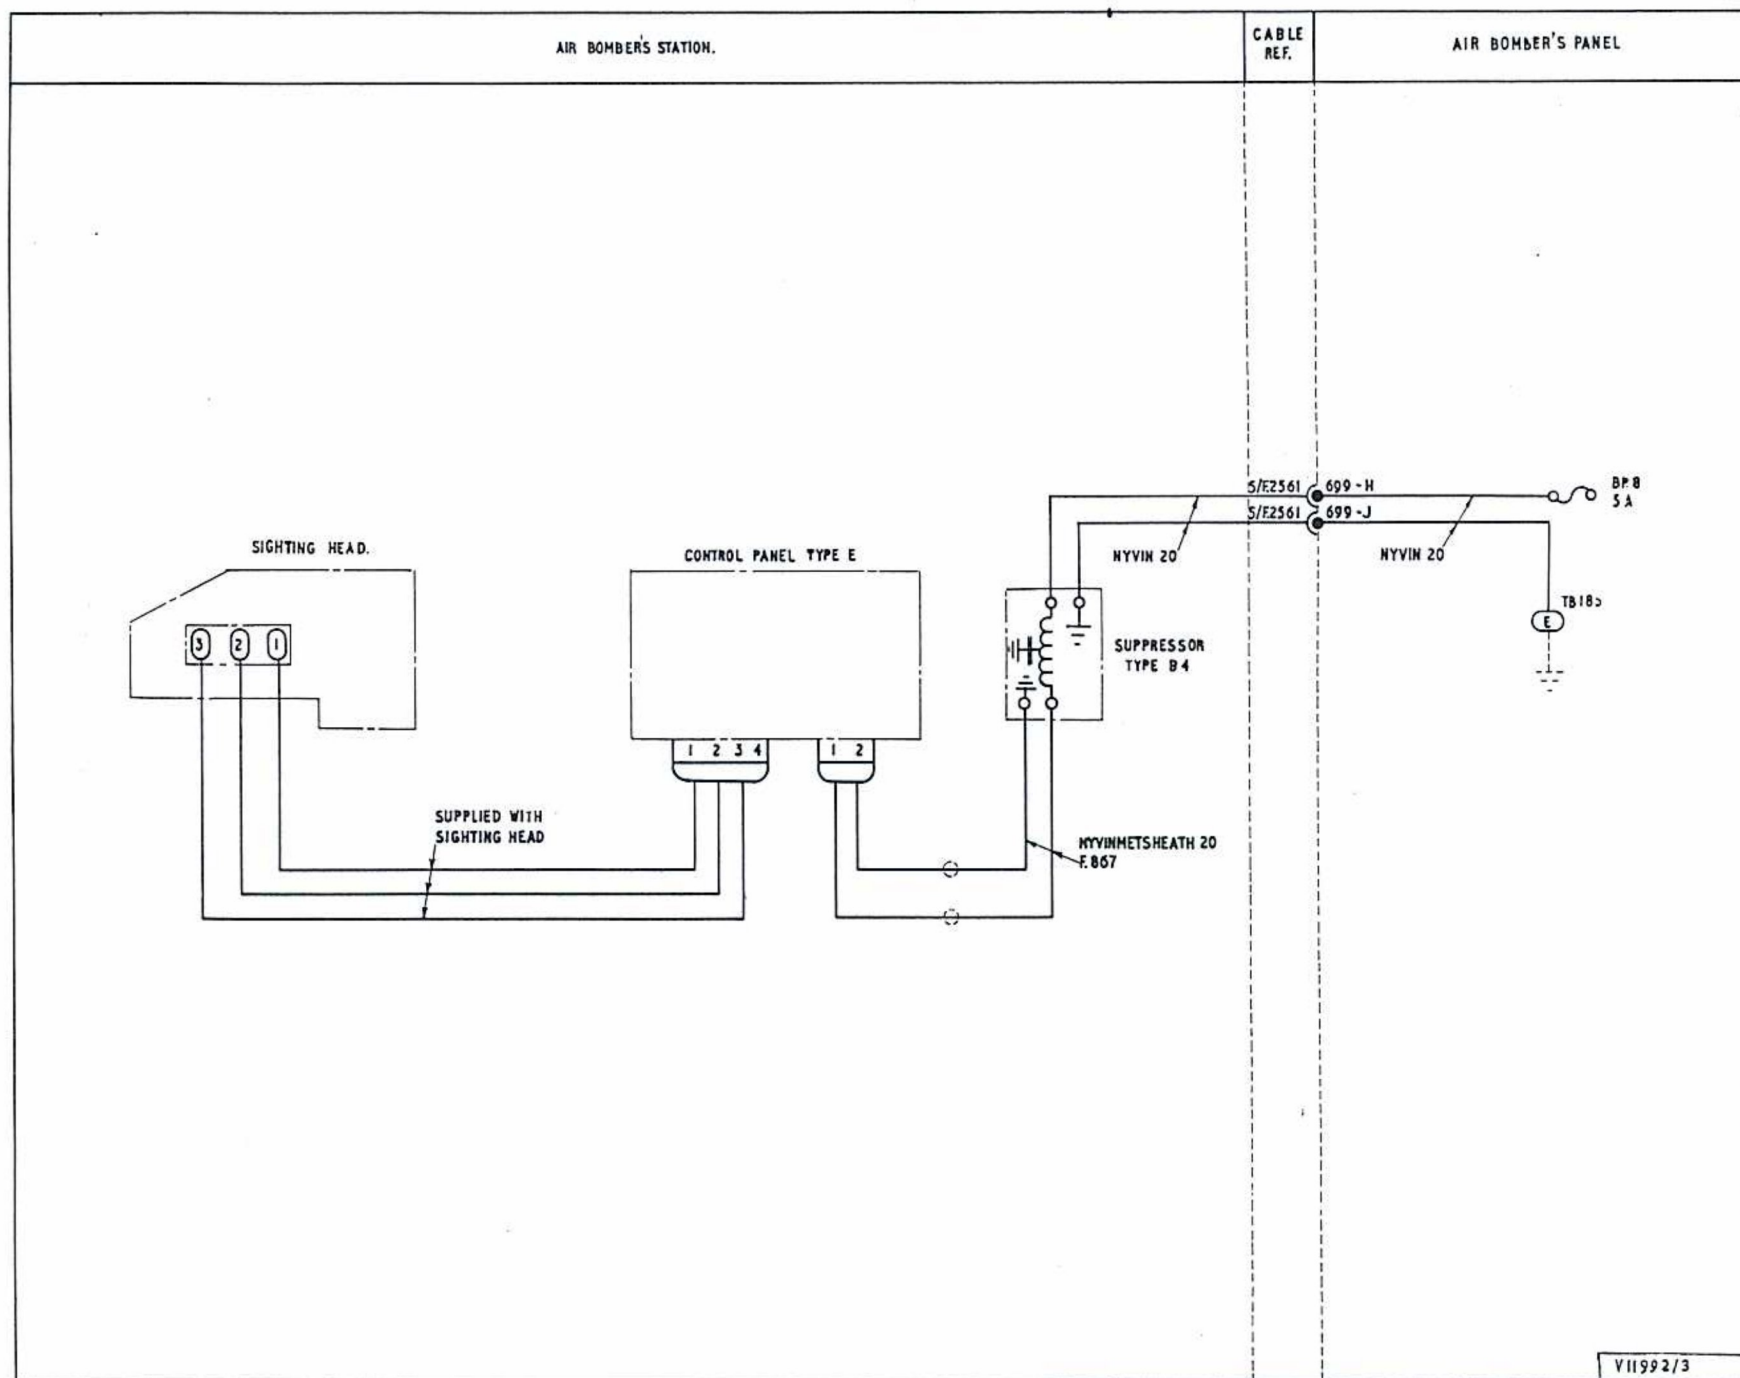 AIR BOMBER'S STATION.
CABLE
REF.
AIR BOMBER'S PANEL
S/F.2561
699-H
BP.8
5A
S/F.2561
699-J
NYVIN 20
NYVIN 20
SIGHTING HEAD.
CONTROL PANEL TYPE E
3 2 1
SUPPRESSOR
TYPE B4
E
1 2 3 4
1 2
SUPPLIED WITH
SIGHTING HEAD
NYVINMETSHEATH 20
F.867
V11992/3